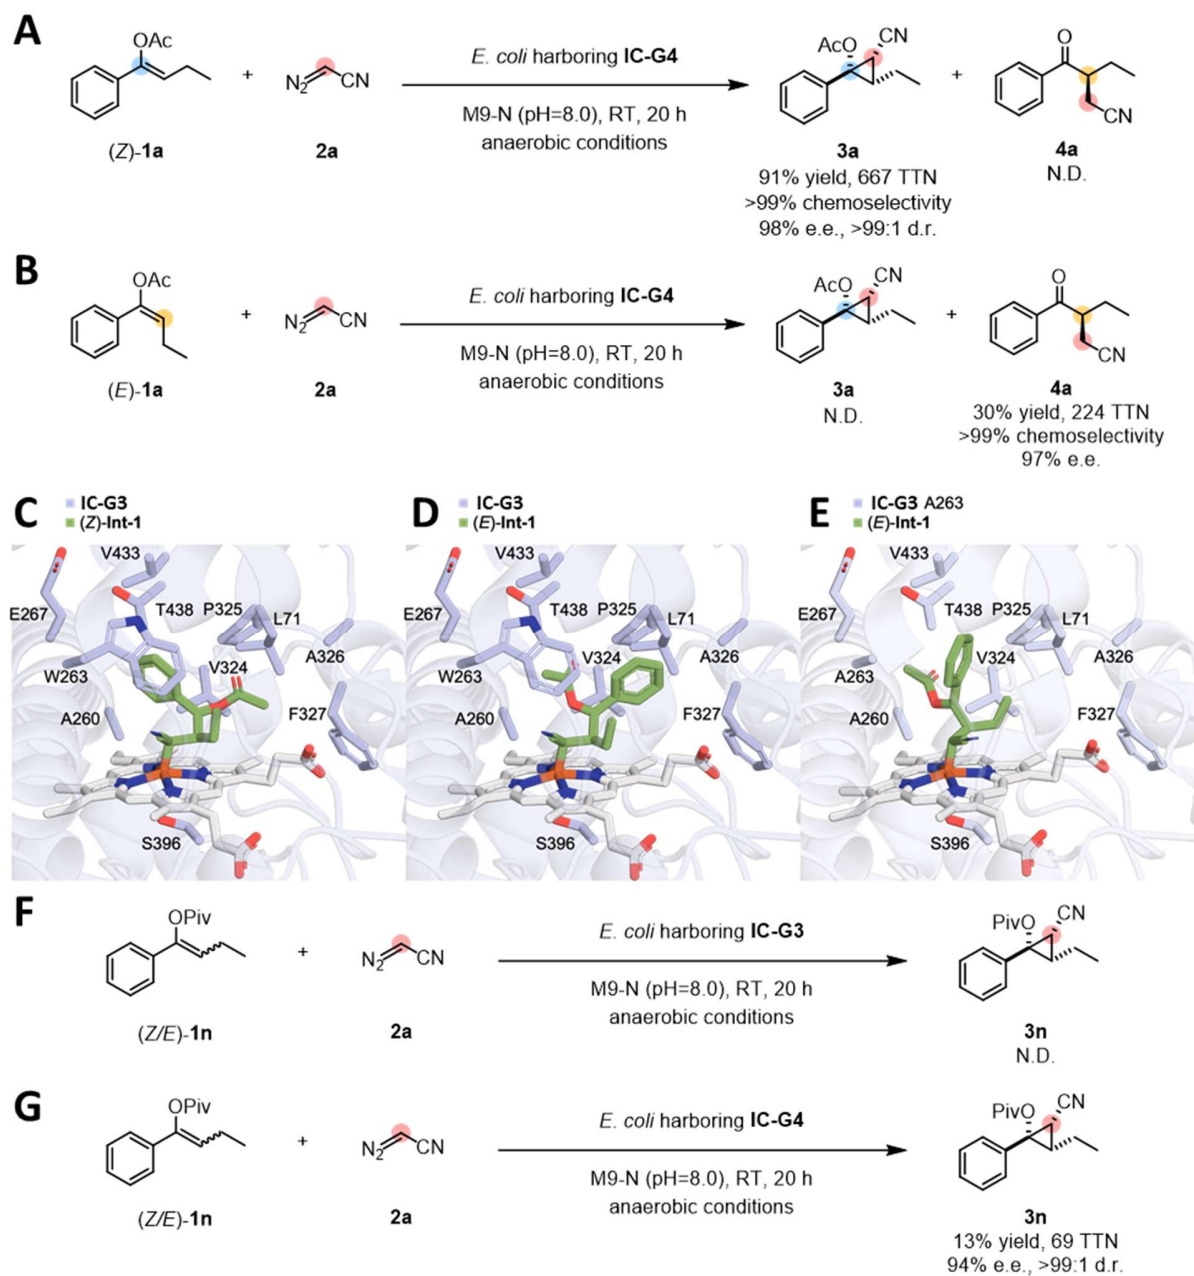 A
OAc
(Z)-1a
+
N2
CN
2a
E. coli harboring IC-G4
M9-N (pH=8.0), RT, 20 h
anaerobic conditions
AcO
CN
3a
91% yield, 667 TTN
>99% chemoselectivity
98% e.e., >99:1 d.r.
+
O
CN
4a
N.D.
B
OAc
(E)-1a
+
N2
CN
2a
E. coli harboring IC-G4
M9-N (pH=8.0), RT, 20 h
anaerobic conditions
AcO
CN
3a
N.D.
+
O
CN
4a
30% yield, 224 TTN
>99% chemoselectivity
97% e.e.
C
IC-G3
(Z)-Int-1
V433
E267
T438
P325
L71
A326
W263
V324
A260
F327
S396
D
IC-G3
(E)-Int-1
V433
E267
T438
P325
L71
A326
W263
V324
A260
F327
S396
E
IC-G3 A263
(E)-Int-1
V433
E267
T438
P325
L71
A326
A263
V324
A260
F327
S396
F
OPiv
(Z/E)-1n
+
N2
CN
2a
E. coli harboring IC-G3
M9-N (pH=8.0), RT, 20 h
anaerobic conditions
PivO
CN
3n
N.D.
G
OPiv
(Z/E)-1n
+
N2
CN
2a
E. coli harboring IC-G4
M9-N (pH=8.0), RT, 20 h
anaerobic conditions
PivO
CN
3n
13% yield, 69 TTN
94% e.e., >99:1 d.r.